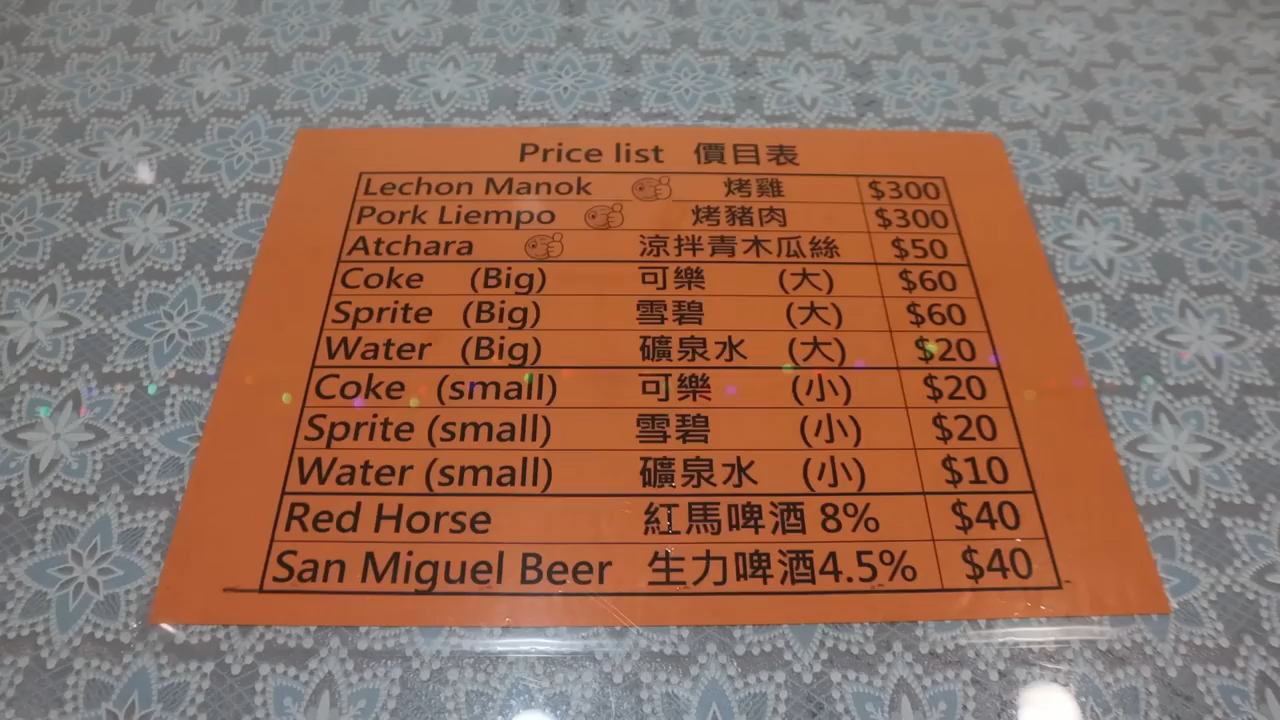 Price list 價目表
Lechon Manok 烤雞 $300
Pork Liempo 烤豬肉 $300
Atchara 涼拌青木瓜絲 $50
Coke (Big) 可樂 (大) $60
Sprite (Big) 雪碧 (大) $60
Water (Big) 礦泉水 (大) $20
Coke (small) 可樂 (小) $20
Sprite (small) 雪碧 (小) $20
Water (small) 礦泉水 (小) $10
Red Horse 紅馬啤酒 8% $40
San Miguel Beer 生力啤酒4.5% $40